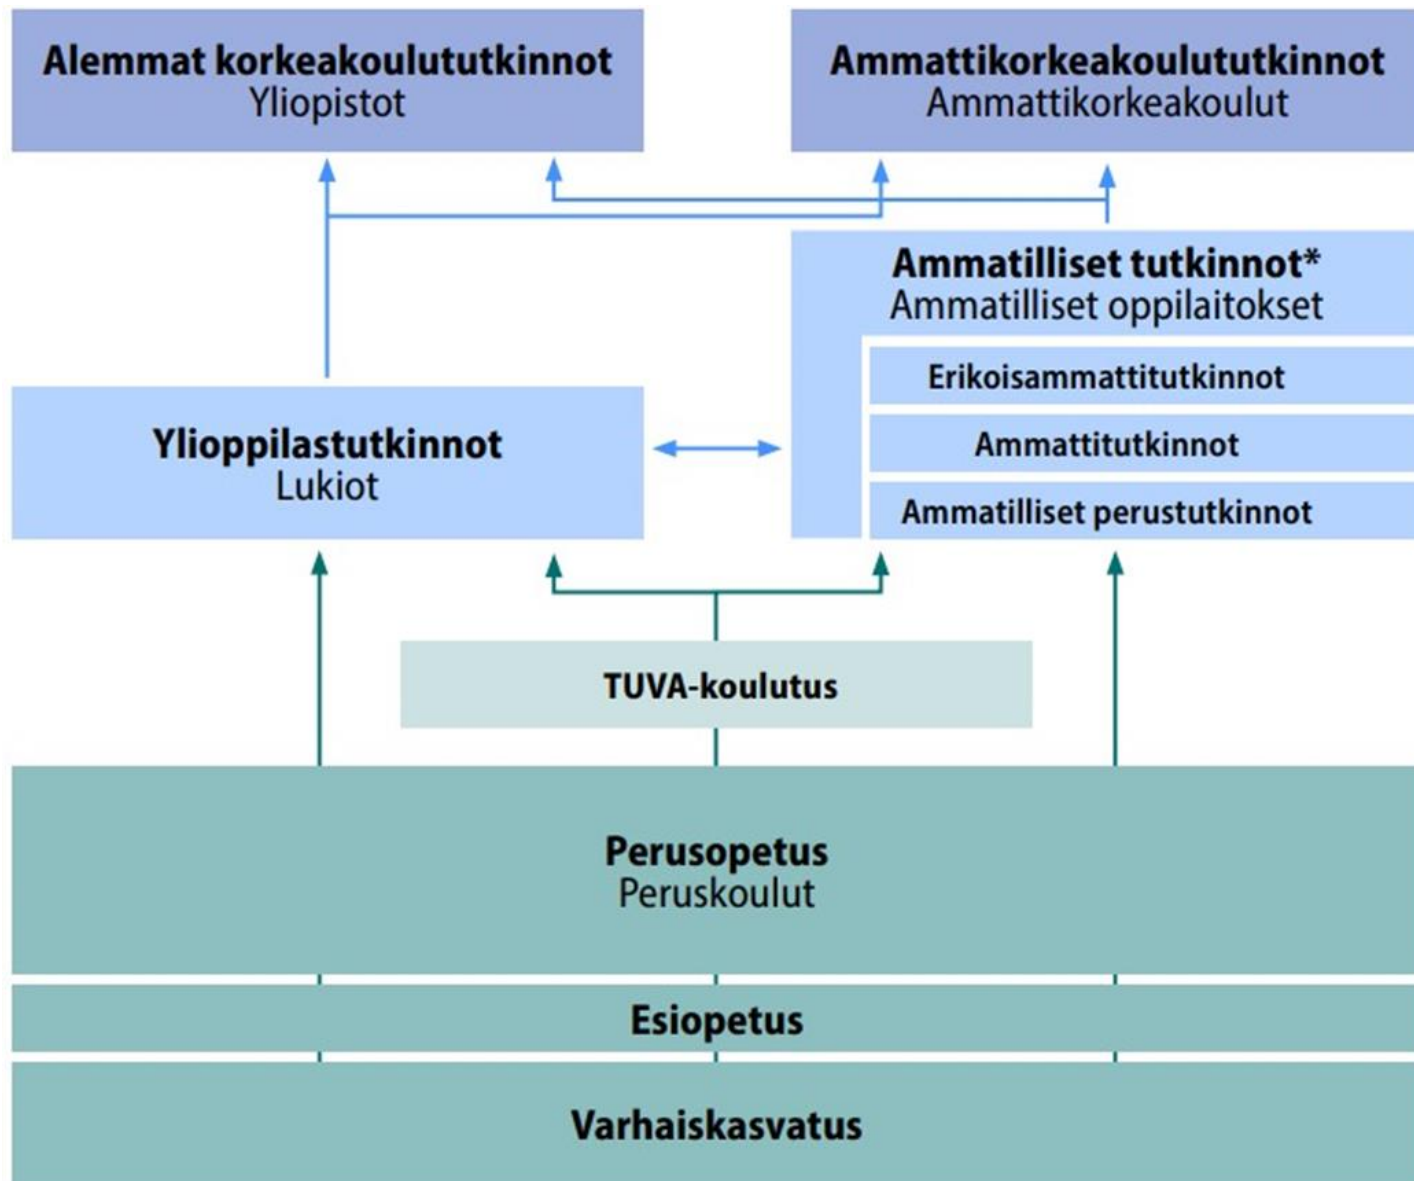 Alemmat korkeakoulututkinnot
Yliopistot
Ammattikorkeakoulututkinnot
Ammattikorkeakoulut
Ammatilliset tutkinnot*
Ammatilliset oppilaitokset
Erikoisammattitutkinnot
Ammattitutkinnot
Ammatilliset perustutkinnot
Ylioppilastutkinnot
Lukiot
TUVA-koulutus
Perusopetus
Peruskoulut
Esiopetus
Varhaiskasvatus